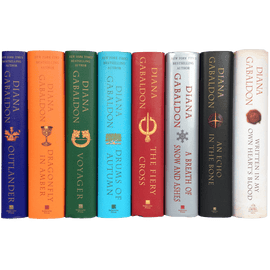 DIANA
GABALDON
OUTLANDER
DIANA
GABALDON
DRAGONFLY
IN AMBER
DIANA
GABALDON
VOYAGER
DIANA
GABALDON
DRUMS OF
AUTUMN
DIANA
GABALDON
THE FIERY
CROSS
DIANA
GABALDON
A BREATH OF
SNOW AND ASHES
DIANA
GABALDON
AN ECHO
IN THE BONE
DIANA
GABALDON
WRITTEN IN MY
OWN HEART'S BLOOD